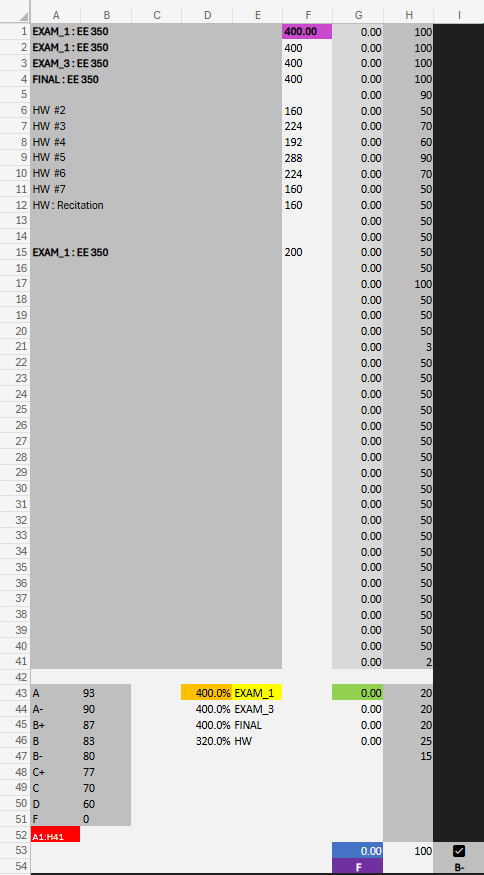 A B C D E F G H I
1 EXAM_1 : EE 350 400.00 0.00 100
2 EXAM_1 : EE 350 400 0.00 100
3 EXAM_3 : EE 350 400 0.00 100
4 FINAL : EE 350 400 0.00 100
5 0.00 90
6 HW #2 160 0.00 50
7 HW #3 224 0.00 70
8 HW #4 192 0.00 60
9 HW #5 288 0.00 90
10 HW #6 224 0.00 70
11 HW #7 160 0.00 50
12 HW : Recitation 160 0.00 50
13 0.00 50
14 0.00 50
15 EXAM_1 : EE 350 200 0.00 50
16 0.00 50
17 0.00 100
18 0.00 50
19 0.00 50
20 0.00 50
21 0.00 3
22 0.00 50
23 0.00 50
24 0.00 50
25 0.00 50
26 0.00 50
27 0.00 50
28 0.00 50
29 0.00 50
30 0.00 50
31 0.00 50
32 0.00 50
33 0.00 50
34 0.00 50
35 0.00 50
36 0.00 50
37 0.00 50
38 0.00 50
39 0.00 50
40 0.00 50
41 0.00 2
42
43 A 93 400.0% EXAM_1 0.00 20
44 A- 90 400.0% EXAM_3 0.00 20
45 B+ 87 400.0% FINAL 0.00 20
46 B 83 320.0% HW 0.00 25
47 B- 80 15
48 C+ 77
49 C 70
50 D 60
51 F 0
52 A1:H41
53 0.00 100
54 F B-